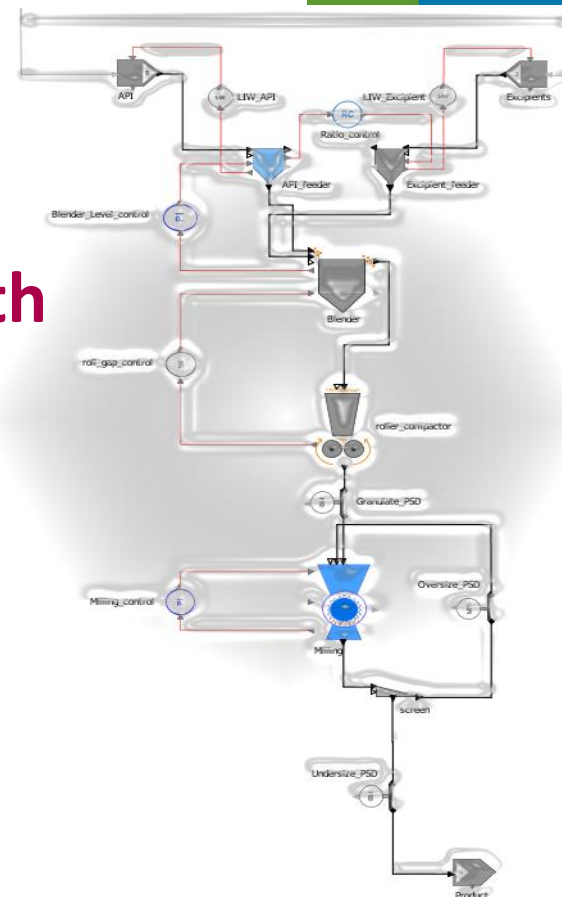 API
LIW_API
LIW_Excipient
Excipients
RC
Ratio_control
API_feeder
Excipient_feeder
Blender_Level_control
th
Blender
roll_gap_control
roller_compactor
Granulate_PSD
Oversize_PSD
Milling_control
Milling
screen
Undersize_PSD
Product